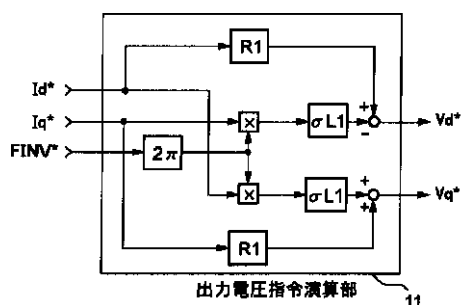 R1
Id*
Iq*
FINV*
2π
×
σL1
+
−
Vd*
×
σL1
+
+
Vq*
R1
出力電圧指令演算部
11